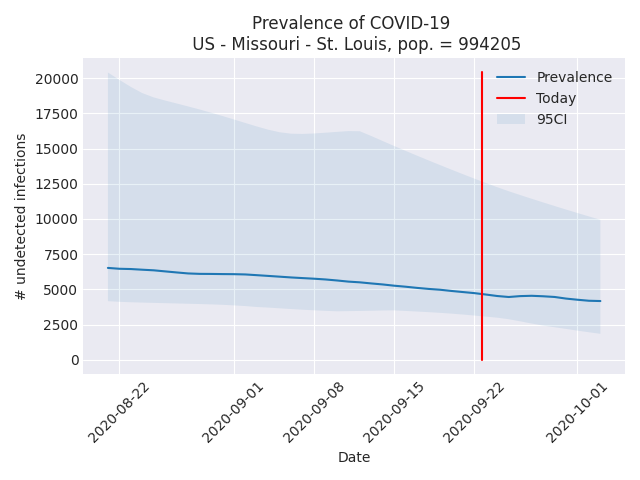 Prevalence of COVID-19
US - Missouri - St. Louis, pop. = 994205
# undetected infections
20000
17500
15000
12500
10000
7500
5000
2500
0
Prevalence
Today
95CI
2020-08-22
2020-09-01
2020-09-08
2020-09-15
2020-09-22
2020-10-01
Date